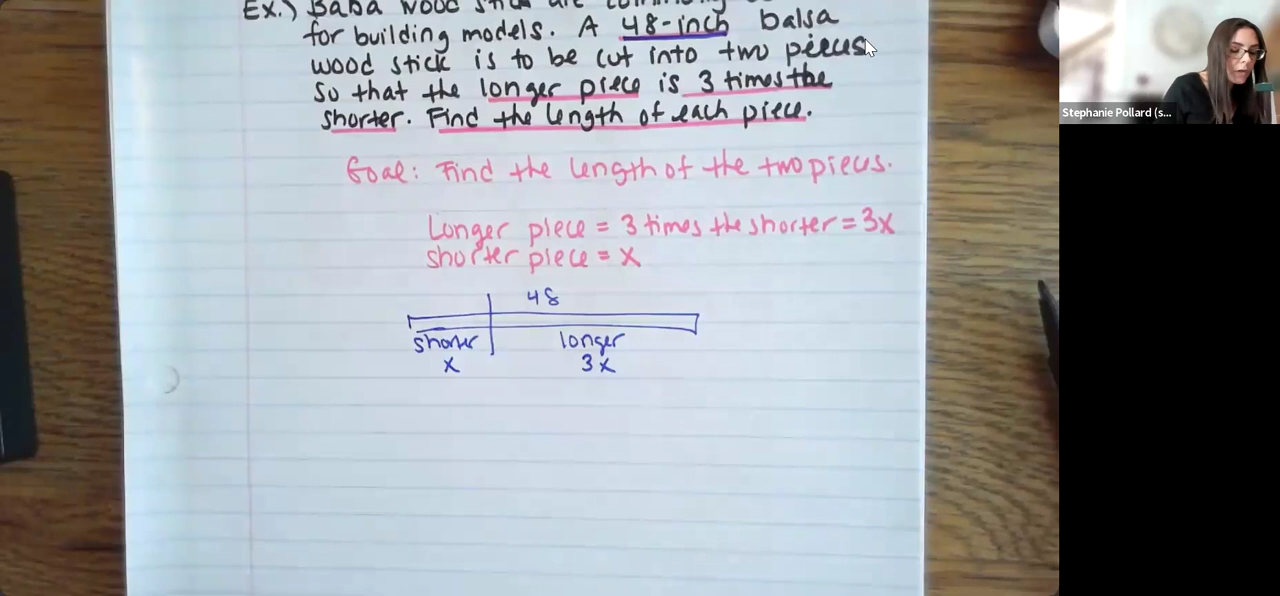 for building models. A 48-inch balsa
wood stick is to be cut into two pieces
so that the longer piece is 3 times the
shorter. Find the length of each piece.
Goal: Find the length of the two pieces.
Longer piece = 3 times the shorter = 3x
shorter piece = x
48
shorter longer
x 3x
Stephanie Pollard (s...